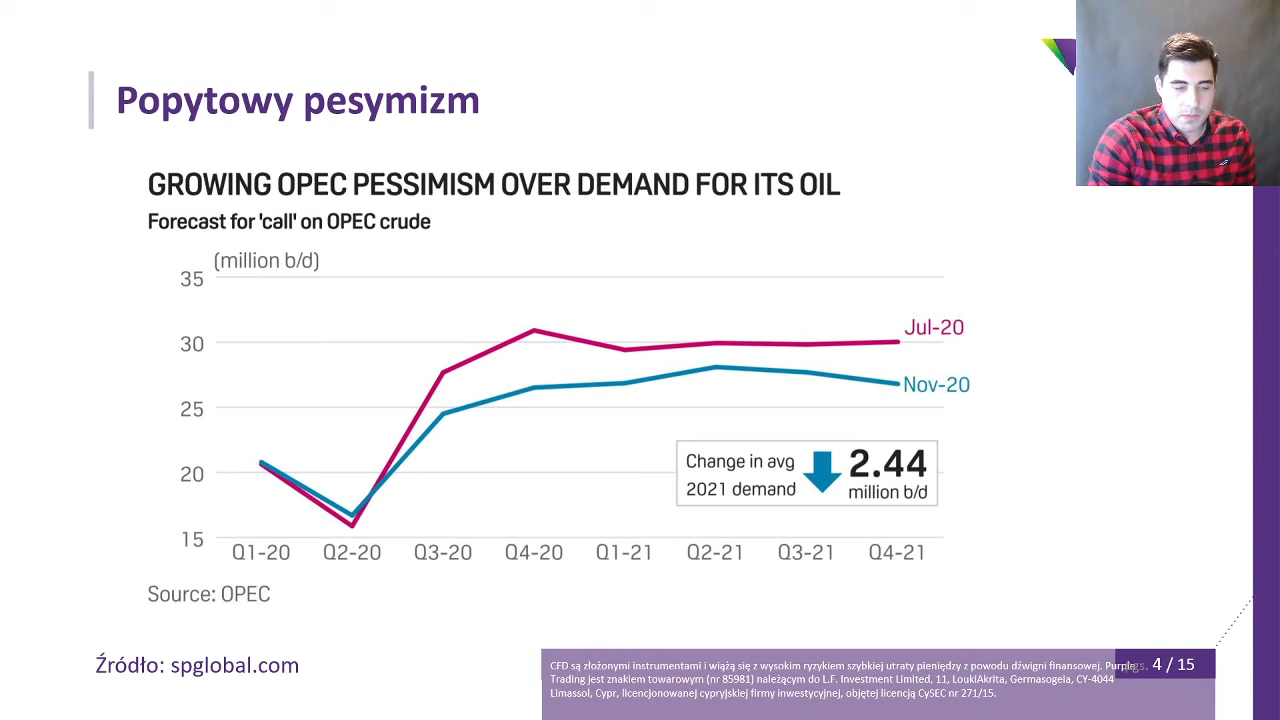 Popytowy pesymizm
GROWING OPEC PESSIMISM OVER DEMAND FOR ITS OIL
Forecast for 'call' on OPEC crude
(million b/d)
35
30
25
20
15
Jul-20
Nov-20
Change in avg
2021 demand
2.44
million b/d
Q1-20 Q2-20 Q3-20 Q4-20 Q1-21 Q2-21 Q3-21 Q4-21
Source: OPEC
Źródło: spglobal.com
CFD są złożonymi instrumentami i wiążą się z wysokim ryzykiem szybkiej utraty pieniędzy z powodu dźwigni finansowej. Purple
Trading jest znakiem towarowym (nr 85981) należącym do L.F. Investment Limited, 11, LoukiAkrita, Germasogeia, CY-4044
Limassol, Cypr, licencjonowanej cypryjskiej firmy inwestycyjnej, objętej licencją CySEC nr 271/15.
pgs. 4 / 15